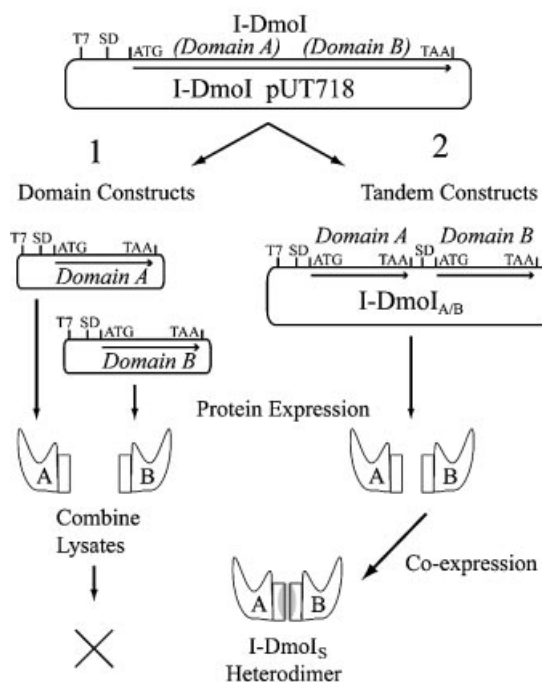 I-DmoI
T7 SD ATG (Domain A) (Domain B) TAA
I-DmoI pUT718
1
Domain Constructs
2
Tandem Constructs
T7 SD ATG TAA
Domain A
T7 SD ATG TAA
Domain B
Domain A Domain B
T7 SD ATG TAA SD ATG TAA
I-DmoIA/B
Protein Expression
A B
A B
Combine
Lysates
Co-expression
A B
I-DmoIS
Heterodimer